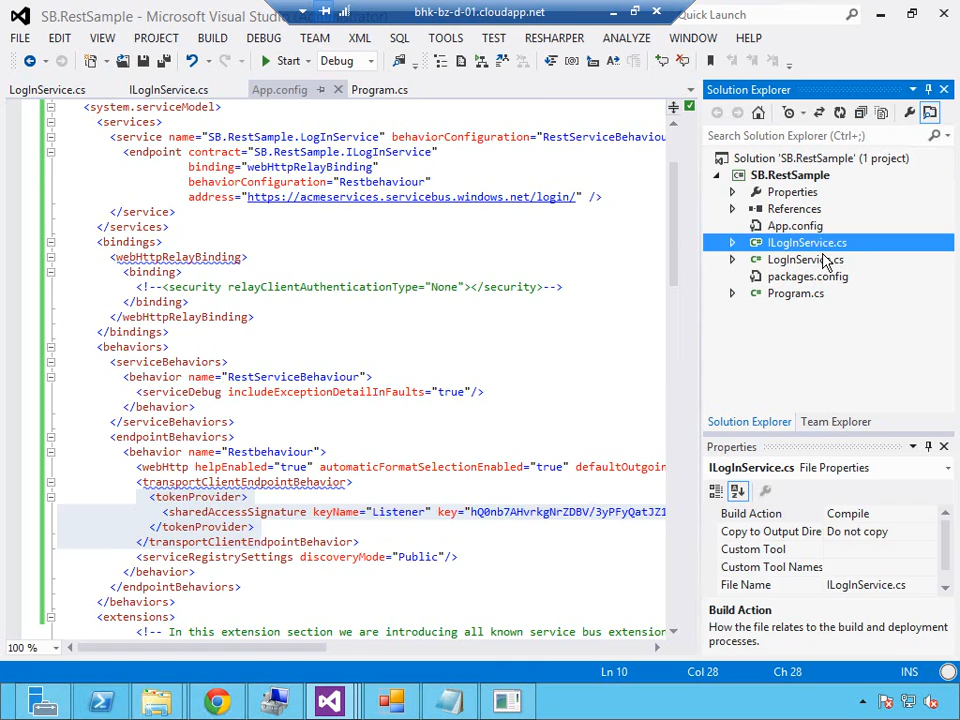 SB.RestSample - Microsoft Visual Studio
bhk-bz-d-01.cloudapp.net
Quick Launch
FILE EDIT VIEW PROJECT BUILD DEBUG TEAM XML SQL TOOLS TEST RESHARPER ANALYZE WINDOW HELP
Start Debug
LogInService.cs ILogInService.cs App.config Program.cs
<system.serviceModel>
<services>
<service name="SB.RestSample.LogInService" behaviorConfiguration="RestServiceBehaviou
<endpoint contract="SB.RestSample.ILogInService"
binding="webHttpRelayBinding"
behaviorConfiguration="Restbehaviour"
address="https://acmeservices.servicebus.windows.net/login/" />
</service>
</services>
<bindings>
<webHttpRelayBinding>
<binding>
<!--<security relayClientAuthenticationType="None"></security>-->
</binding>
</webHttpRelayBinding>
</bindings>
<behaviors>
<serviceBehaviors>
<behavior name="RestServiceBehaviour">
<serviceDebug includeExceptionDetailInFaults="true"/>
</behavior>
</serviceBehaviors>
<endpointBehaviors>
<behavior name="Restbehaviour">
<webHttp helpEnabled="true" automaticFormatSelectionEnabled="true" defaultOutgoin
<transportClientEndpointBehavior>
<tokenProvider>
<sharedAccessSignature keyName="Listener" key="hQ0nb7AHvrkgNrZDBV/3yPFyQatJZ1
</tokenProvider>
</transportClientEndpointBehavior>
<serviceRegistrySettings discoveryMode="Public"/>
</behavior>
</endpointBehaviors>
</behaviors>
<extensions>
<!-- In this extension section we are introducing all known service bus extension
100 %
Solution Explorer
Search Solution Explorer (Ctrl+;)
Solution 'SB.RestSample' (1 project)
SB.RestSample
Properties
References
App.config
ILogInService.cs
packages.config
Program.cs
Solution Explorer Team Explorer
Properties
ILogInService.cs File Properties
Build Action Compile
Copy to Output Dire Do not copy
Custom Tool
Custom Tool Names
File Name ILogInService.cs
Build Action
How the file relates to the build and deployment
processes.
Ln 10 Col 28 Ch 28 INS